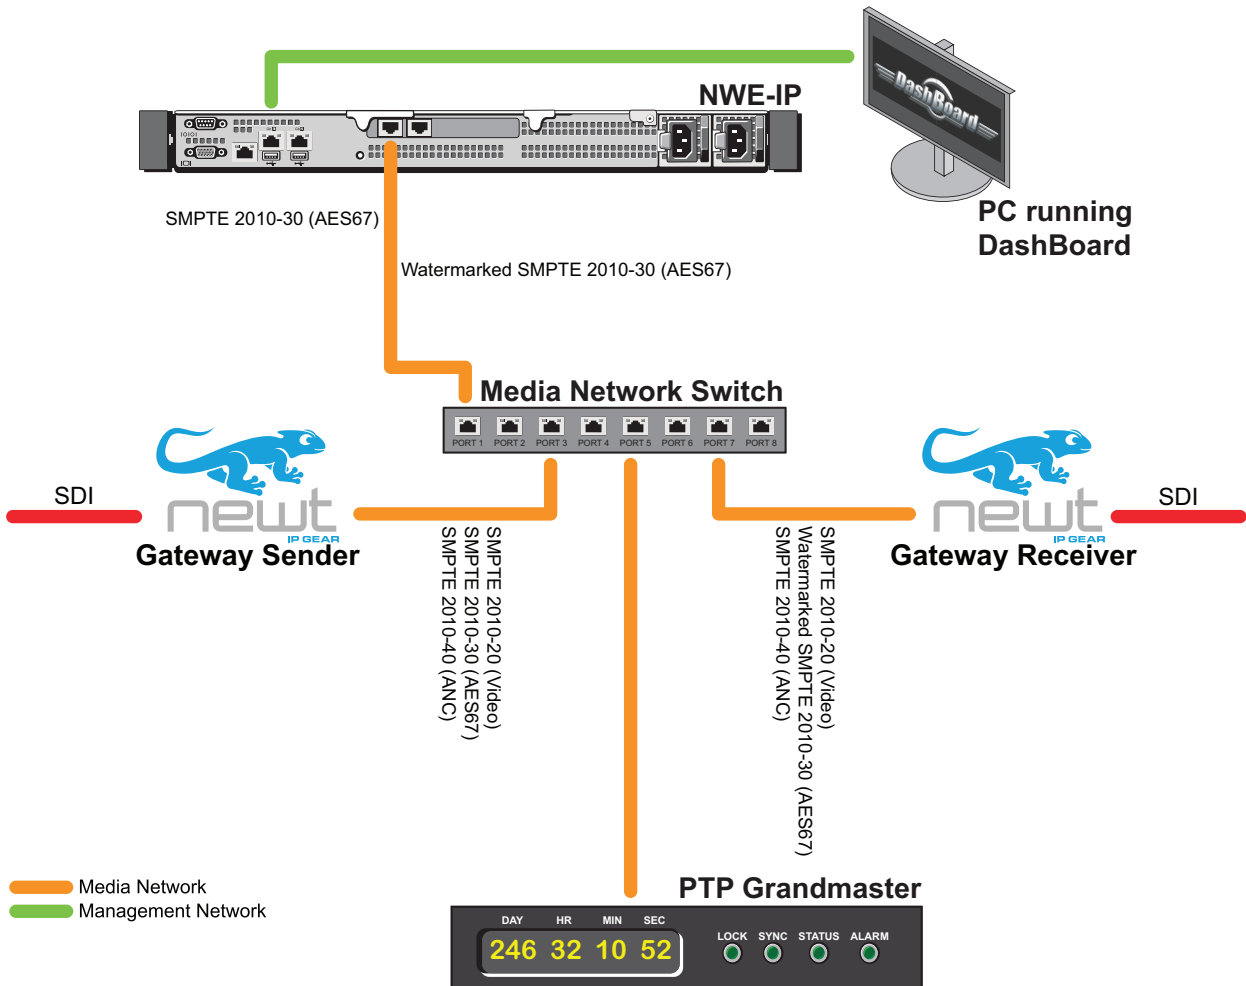 NWE-IP
DashBoard
PC running
DashBoard
SMPTE 2010-30 (AES67)
Watermarked SMPTE 2010-30 (AES67)
Media Network Switch
PORT 1 PORT 2 PORT 3 PORT 4 PORT 5 PORT 6 PORT 7 PORT 8
SDI
newt
IP GEAR
Gateway Sender
SMPTE 2010-20 (Video)
SMPTE 2010-30 (AES67)
SMPTE 2010-40 (ANC)
newt
IP GEAR
Gateway Receiver
SDI
SMPTE 2010-20 (Video)
Watermarked SMPTE 2010-30 (AES67)
SMPTE 2010-40 (ANC)
Media Network
Management Network
PTP Grandmaster
DAY HR MIN SEC
246 32 10 52
LOCK SYNC STATUS ALARM